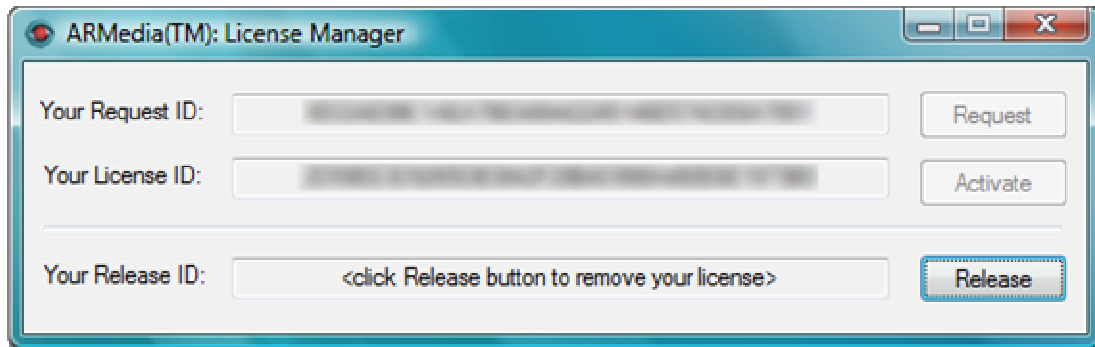 ARMedia(TM): License Manager
Your Request ID: Request
Your License ID: Activate
Your Release ID: <click Release button to remove your license> Release